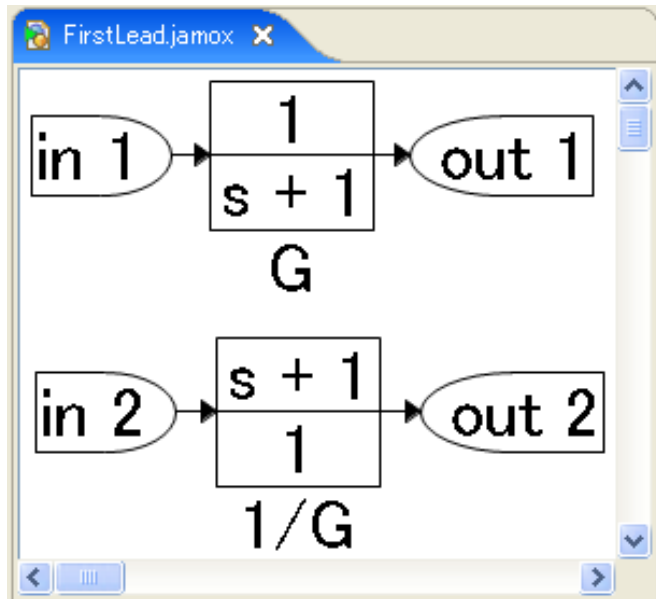 FirstLead.jamox
in 1
1
s + 1
out 1
G
in 2
s + 1
1
out 2
1/G